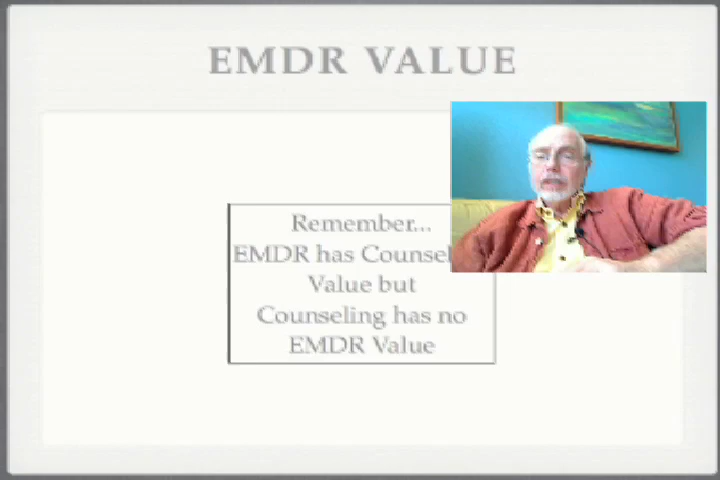 EMDR VALUE
Remember...
EMDR has Counsel
Value but
Counseling has no
EMDR Value